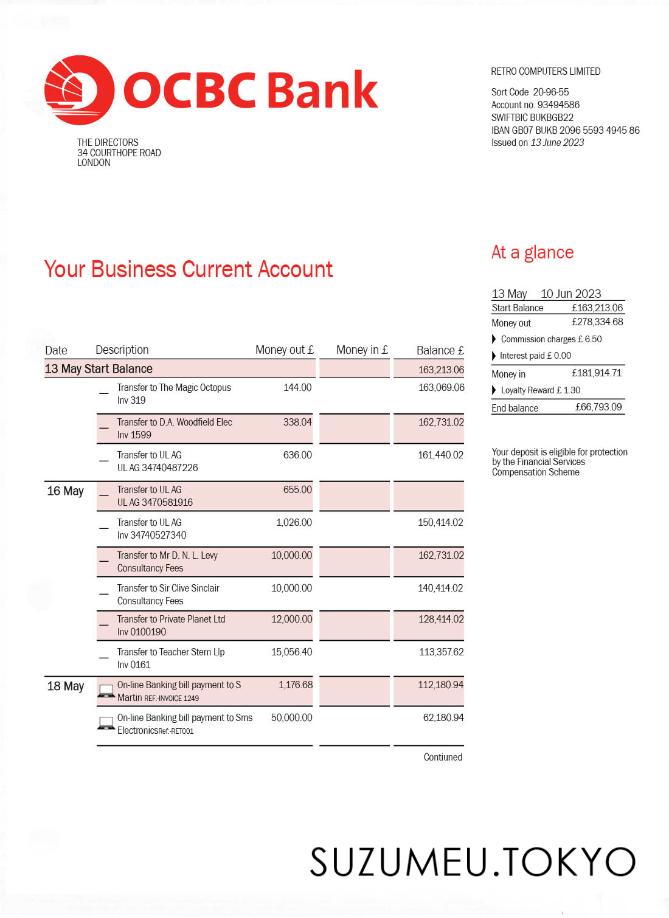 OCBC Bank
RETRO COMPUTERS LIMITED
Sort Code 20-96-55
Account no. 93494586
SWIFTBIC BUKBGB22
IBAN GB07 BUKB 2096 5593 4945 86
Issued on 13 June 2023
THE DIRECTORS
34 COURTHOPE ROAD
LONDON
Your Business Current Account
At a glance
13 May 10 Jun 2023
Start Balance £163,213.06
Money out £278,334.68
Commission charges £ 6.50
Interest paid £ 0.00
Money in £181,914.71
Loyalty Reward £ 1.30
End balance £66,793.09
Your deposit is eligible for protection
by the Financial Services
Compensation Scheme
Date Description Money out £ Money in £ Balance £
13 May Start Balance 163,213.06
Transfer to The Magic Octopus 144.00 163,069.06
Inv 319
Transfer to D.A. Woodfield Elec 338.04 162,731.02
Inv 1599
Transfer to UL AG 636.00 161,440.02
UL AG 34740487226
16 May Transfer to UL AG 655.00
UL AG 3470581916
Transfer to UL AG 1,026.00 150,414.02
Inv 34740527340
Transfer to Mr D. N. L. Levy 10,000.00 162,731.02
Consultancy Fees
Transfer to Sir Clive Sinclair 10,000.00 140,414.02
Consultancy Fees
Transfer to Private Planet Ltd 12,000.00 128,414.02
Inv 0100190
Transfer to Teacher Stern Llp 15,056.40 113,357.62
Inv 0161
18 May On-line Banking bill payment to S 1,176.68 112,180.94
Martin REF:-INVOICE 1249
On-line Banking bill payment to Sms 50,000.00 62,180.94
ElectronicsRef:-RET001
Contiuned
SUZUMEU.TOKYO